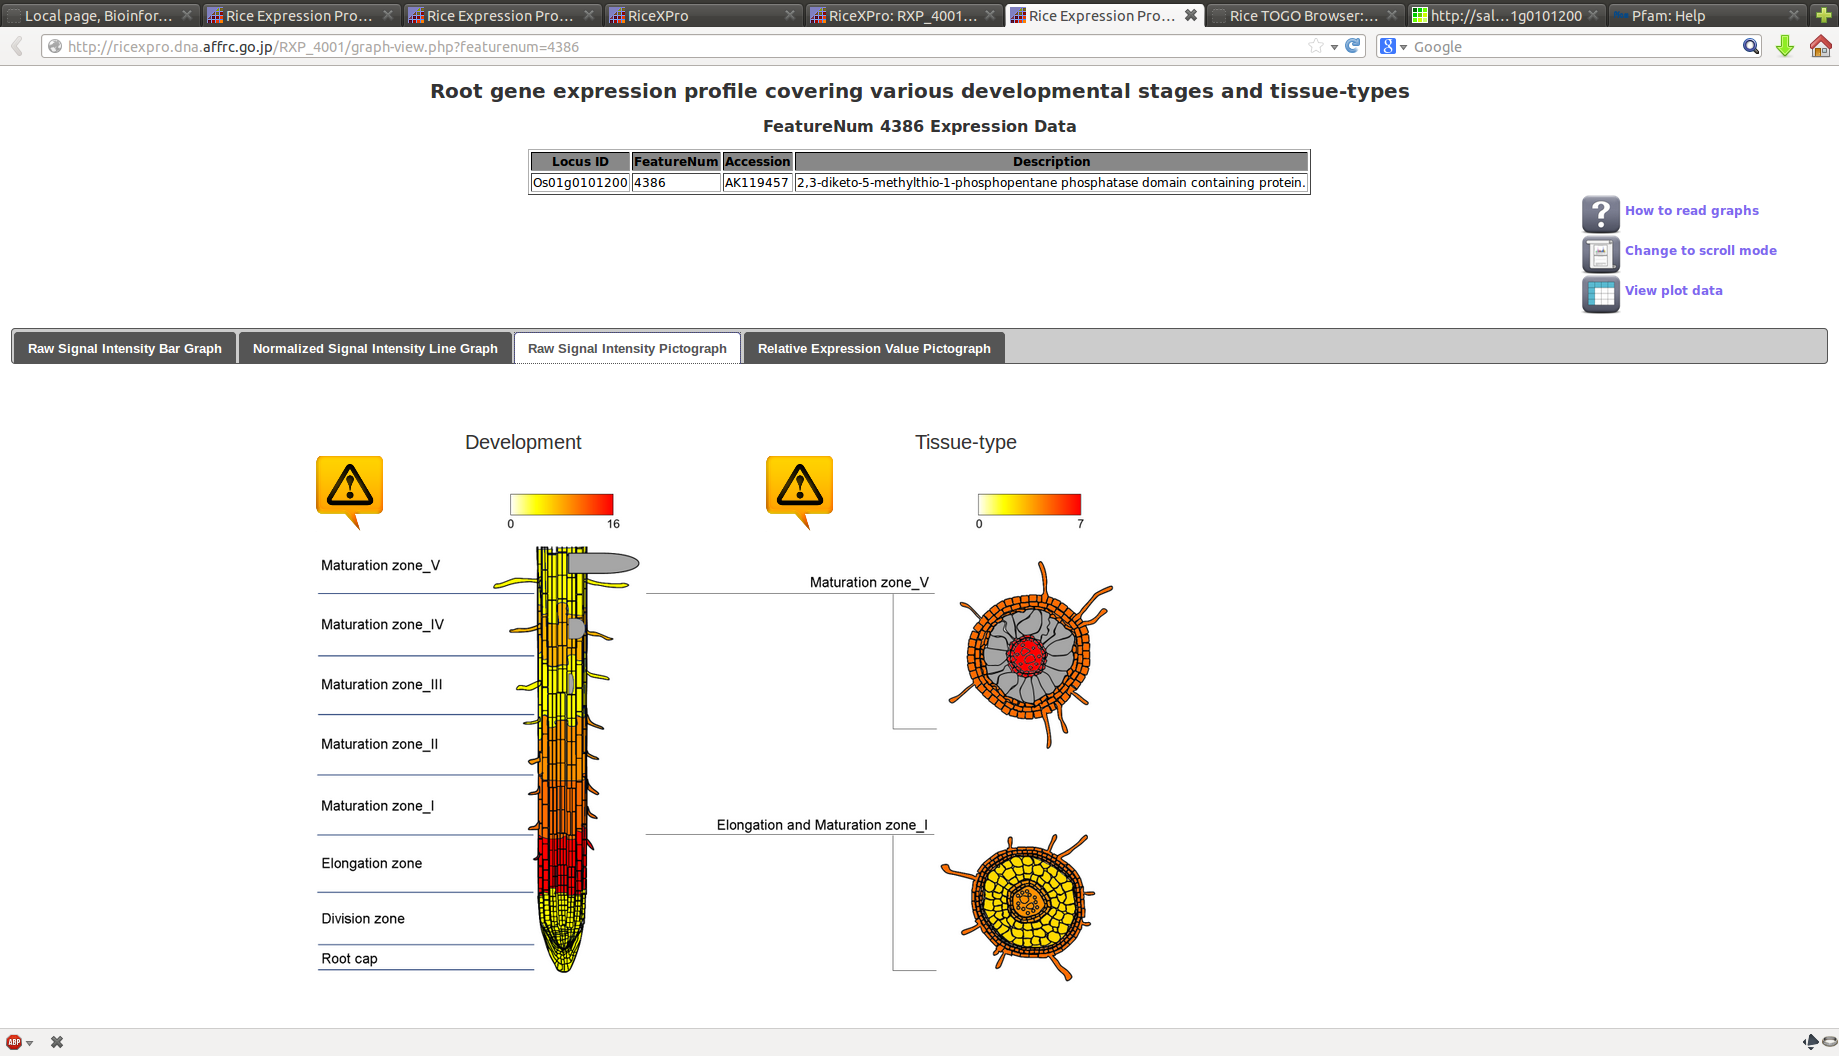 Local page, Bioinfor...
Rice Expression Pro...
Rice Expression Pro...
RiceXPro
RiceXPro: RXP_4001...
Rice Expression Pro...
Rice TOGO Browser:...
http://sal...1g0101200
Pfam: Help
http://ricexpro.dna.affrc.go.jp/RXP_4001/graph-view.php?featurenum=4386
8
Google
Root gene expression profile covering various developmental stages and tissue-types
FeatureNum 4386 Expression Data
Locus ID FeatureNum Accession Description
Os01g0101200 4386 AK119457 2,3-diketo-5-methylthio-1-phosphopentane phosphatase domain containing protein.
? How to read graphs
Change to scroll mode
View plot data
Raw Signal Intensity Bar Graph Normalized Signal Intensity Line Graph Raw Signal Intensity Pictograph Relative Expression Value Pictograph
Development
0 16
Maturation zone_V
Maturation zone_IV
Maturation zone_III
Maturation zone_II
Maturation zone_I
Elongation zone
Division zone
Root cap
Tissue-type
0 7
Maturation zone_V
Elongation and Maturation zone_I
ABP